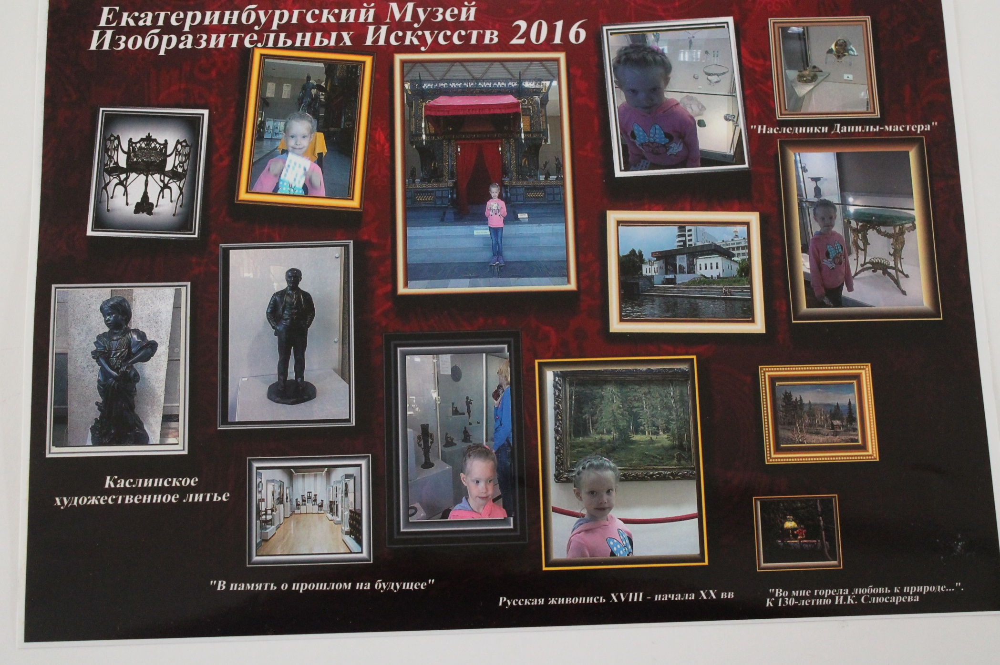 Екатеринбургский Музей
Изобразительных Искусств 2016
"Наследники Данилы-мастера"
Каслинское
художественное литье
"В память о прошлом на будущее"
Русская живопись XVIII - начала XX вв
"Во мне горела любовь к природе...".
К 130-летию И.К. Слюсарева